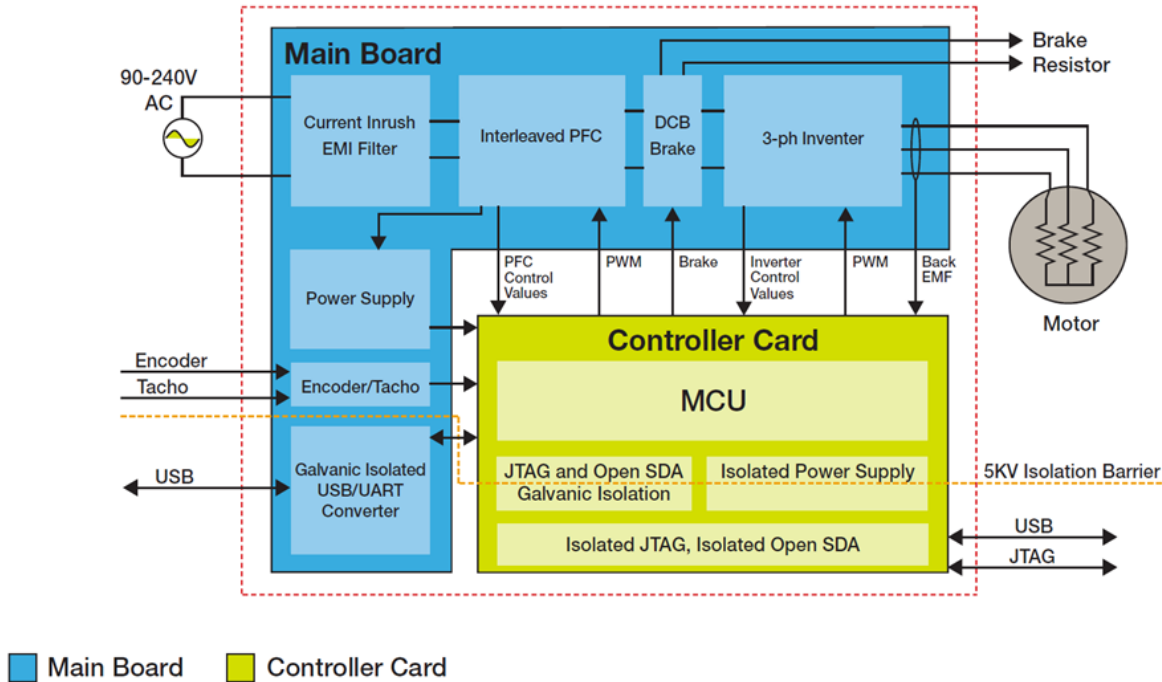 Main Board
Brake
Resistor
90-240V
AC
Current Inrush
EMI Filter
Interleaved PFC
DCB
Brake
3-ph Inventer
PFC
Control
Values
PWM
Brake
Inverter
Control
Values
PWM
Back
EMF
Motor
Power Supply
Controller Card
Encoder
Tacho
Encoder/Tacho
MCU
USB
Galvanic Isolated
USB/UART
Converter
JTAG and Open SDA
Galvanic Isolation
Isolated Power Supply
5KV Isolation Barrier
Isolated JTAG, Isolated Open SDA
USB
JTAG
Main Board
Controller Card